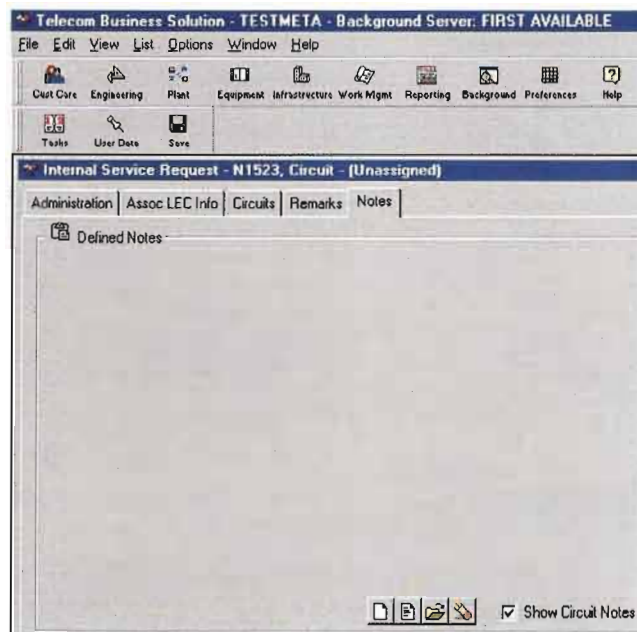 Telecom Business Solution - TESTMETA - Background Server: FIRST AVAILABLE
File Edit View List Options Window Help
Cust Care Engineering Plant Equipment Infrastructure Work Mgmt Reporting Background Preferences Help
Tasks User Data Save
Internal Service Request - N1523, Circuit - (Unassigned)
Administration Assoc LEC Info Circuits Remarks Notes
Defined Notes
Show Circuit Notes